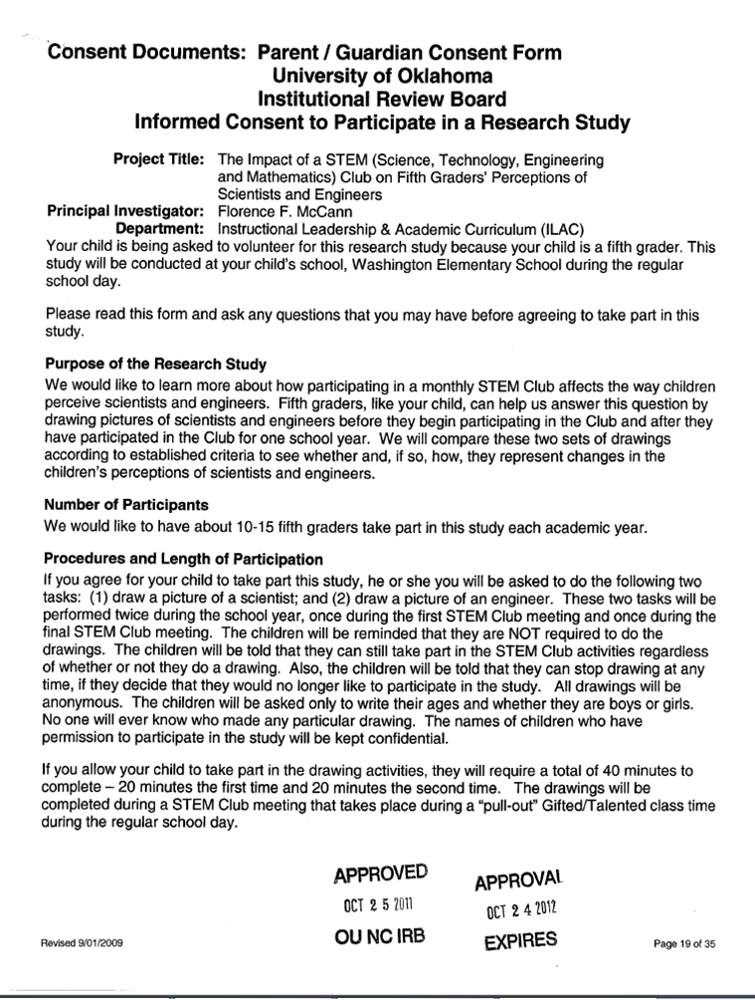 Consent Documents: Parent / Guardian Consent Form
University of Oklahoma
Institutional Review Board
Informed Consent to Participate in a Research Study
Project Title: The Impact of a STEM (Science, Technology, Engineering
and Mathematics) Club on Fifth Graders' Perceptions of
Scientists and Engineers
Principal Investigator: Florence F. McCann
Department: Instructional Leadership & Academic Curriculum (ILAC)
Your child is being asked to volunteer for this research study because your child is a fifth grader. This
study will be conducted at your child's school, Washington Elementary School during the regular
school day.
Please read this form and ask any questions that you may have before agreeing to take part in this
study.
Purpose of the Research Study
We would like to learn more about how participating in a monthly STEM Club affects the way children
perceive scientists and engineers. Fifth graders, like your child, can help us answer this question by
drawing pictures of scientists and engineers before they begin participating in the Club and after they
have participated in the Club for one school year. We will compare these two sets of drawings
according to established criteria to see whether and, if so, how, they represent changes in the
children's perceptions of scientists and engineers.
Number of Participants
We would like to have about 10-15 fifth graders take part in this study each academic year.
Procedures and Length of Participation
If you agree for your child to take part this study, he or she you will be asked to do the following two
tasks: (1) draw a picture of a scientist; and (2) draw a picture of an engineer. These two tasks will be
performed twice during the school year, once during the first STEM Club meeting and once during the
final STEM Club meeting. The children will be reminded that they are NOT required to do the
drawings. The children will be told that they can still take part in the STEM Club activities regardless
of whether or not they do a drawing. Also, the children will be told that they can stop drawing at any
time, if they decide that they would no longer like to participate in the study. All drawings will be
anonymous. The children will be asked only to write their ages and whether they are boys or girls.
No one will ever know who made any particular drawing. The names of children who have
permission to participate in the study will be kept confidential.
If you allow your child to take part in the drawing activities, they will require a total of 40 minutes to
complete – 20 minutes the first time and 20 minutes the second time. The drawings will be
completed during a STEM Club meeting that takes place during a "pull-out" Gifted/Talented class time
during the regular school day.
APPROVED
OCT 25 2011
OU NC IRB
APPROVAL
OCT 24 2012
EXPIRES
Revised 9/01/2009
Page 19 of 35